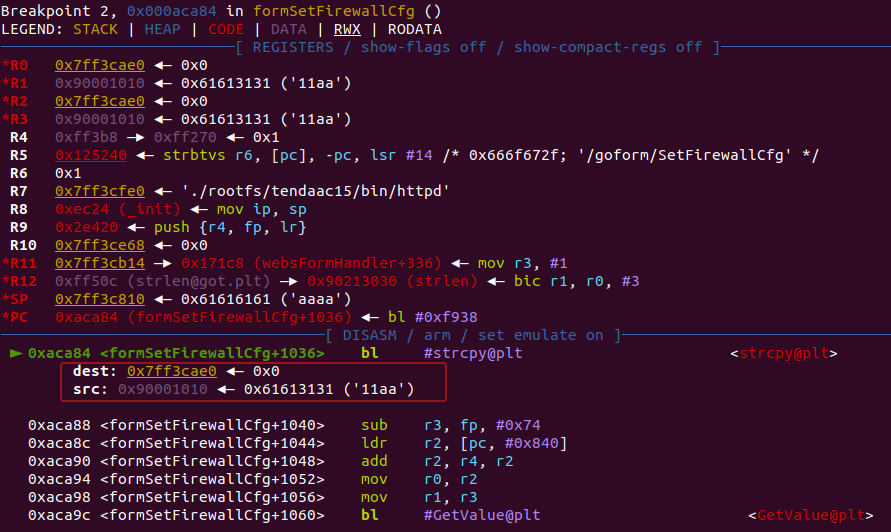 Breakpoint 2, 0x000aca84 in formSetFirewallCfg ()
LEGEND: STACK | HEAP | CODE | DATA | RWX | RODATA
[ REGISTERS / show-flags off / show-compact-regs off ]
*R0   0x7ff3cae0 ◄— 0x0
*R1   0x90001010 ◄— 0x61613131 ('11aa')
*R2   0x7ff3cae0 ◄— 0x0
*R3   0x90001010 ◄— 0x61613131 ('11aa')
R4   0xff3b8 —► 0xff270 ◄— 0x1
R5   0x125240 ◄— strbtvs r6, [pc], -pc, lsr #14 /* 0x666f672f; '/goform/SetFirewallCfg' */
R6   0x1
R7   0x7ff3cfe0 ◄— './rootfs/tendaac15/bin/httpd'
R8   0xec24 (_init) ◄— mov ip, sp
R9   0x2e420 ◄— push {r4, fp, lr}
R10  0x7ff3ce68 ◄— 0x0
*R11  0x7ff3cb14 —► 0x171c8 (websFormHandler+336) ◄— mov r3, #1
*R12  0xff50c (strlen@got.plt) —► 0x90213030 (strlen) ◄— bic r1, r0, #3
*SP   0x7ff3c810 ◄— 0x61616161 ('aaaa')
*PC   0xaca84 (formSetFirewallCfg+1036) ◄— bl #0xf938
[ DISASM / arm / set emulate on ]
► 0xaca84 <formSetFirewallCfg+1036>    bl     #strcpy@plt                         <strcpy@plt>
dest: 0x7ff3cae0 ◄— 0x0
src: 0x90001010 ◄— 0x61613131 ('11aa')
0xaca88 <formSetFirewallCfg+1040>    sub    r3, fp, #0x74
0xaca8c <formSetFirewallCfg+1044>    ldr    r2, [pc, #0x840]
0xaca90 <formSetFirewallCfg+1048>    add    r2, r4, r2
0xaca94 <formSetFirewallCfg+1052>    mov    r0, r2
0xaca98 <formSetFirewallCfg+1056>    mov    r1, r3
0xaca9c <formSetFirewallCfg+1060>    bl     #GetValue@plt                         <GetValue@plt>